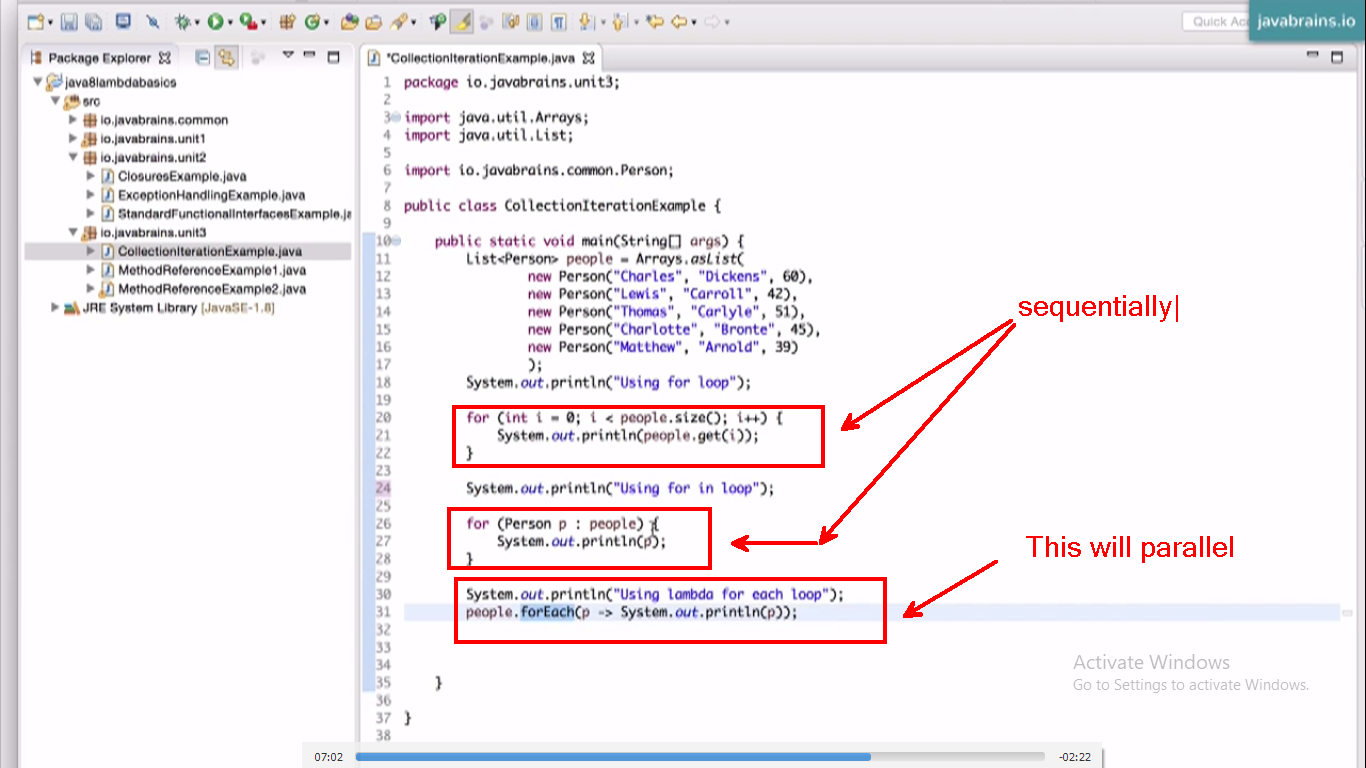 Quick Acc
javabrains.io
Package Explorer
*CollectionIterationExample.java
java8lambdabasics
src
io.javabrains.common
io.javabrains.unit1
io.javabrains.unit2
ClosuresExample.java
ExceptionHandlingExample.java
StandardFunctionalInterfacesExample.ja
io.javabrains.unit3
CollectionIterationExample.java
MethodReferenceExample1.java
MethodReferenceExample2.java
JRE System Library [JavaSE-1.8]
1 package io.javabrains.unit3;
2
3 import java.util.Arrays;
4 import java.util.List;
5
6 import io.javabrains.common.Person;
7
8 public class CollectionIterationExample {
9
10 public static void main(String[] args) {
11 List<Person> people = Arrays.asList(
12 new Person("Charles", "Dickens", 60),
13 new Person("Lewis", "Carroll", 42),
14 new Person("Thomas", "Carlyle", 51),
15 new Person("Charlotte", "Bronte", 45),
16 new Person("Matthew", "Arnold", 39)
17 );
18 System.out.println("Using for loop");
19
20 for (int i = 0; i < people.size(); i++) {
21 System.out.println(people.get(i));
22 }
23
24 System.out.println("Using for in loop");
25
26 for (Person p : people) {
27 System.out.println(p);
28 }
29
30 System.out.println("Using lambda for each loop");
31 people.forEach(p -> System.out.println(p));
32
33
34
35 }
36
37 }
38
sequentially
This will parallel
Activate Windows
Go to Settings to activate Windows.
07:02
-02:22